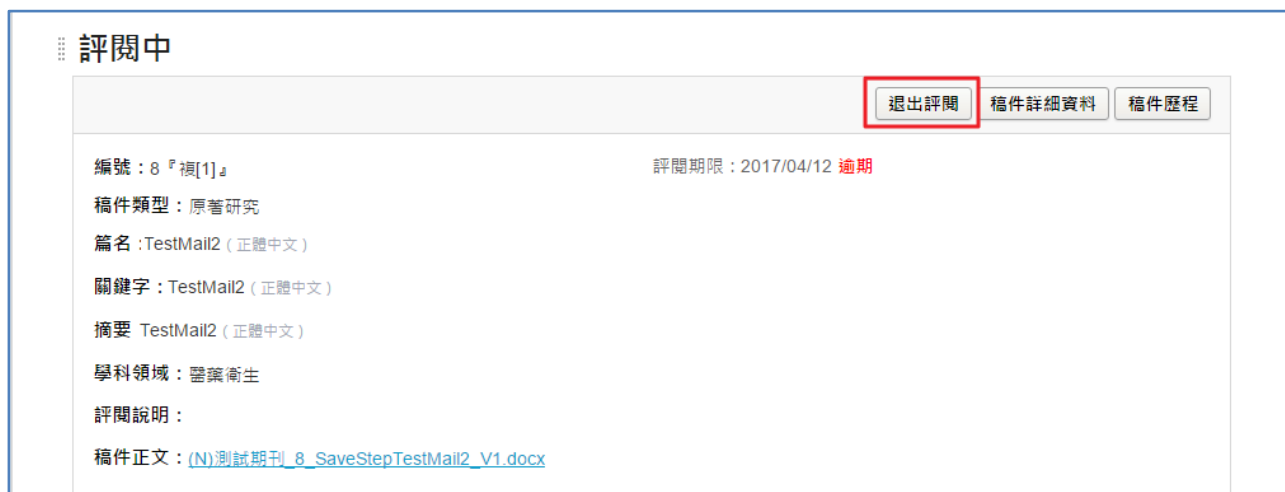 評閱中
退出評閱 稿件詳細資料 稿件歷程
編號：8『複[1]』 評閱期限：2017/04/12 逾期
稿件類型：原著研究
篇名 :TestMail2（正體中文）
關鍵字：TestMail2（正體中文）
摘要 TestMail2（正體中文）
學科領域：醫藥衛生
評閱說明：
稿件正文：(N)測試期刊_8_SaveStepTestMail2_V1.docx